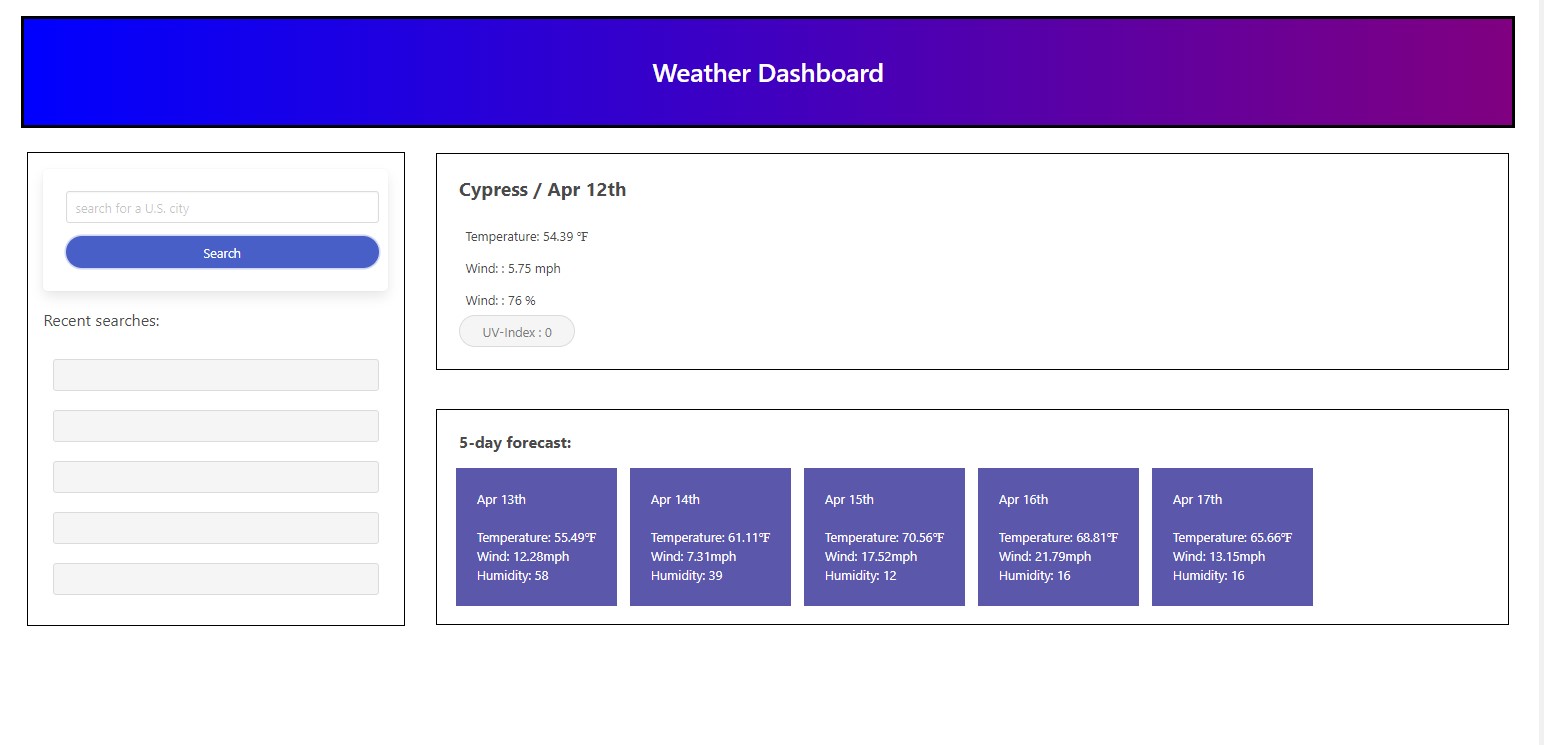 Weather Dashboard
search for a U.S. city
Search
Recent searches:
Cypress / Apr 12th
Temperature: 54.39 °F
Wind: : 5.75 mph
Wind: : 76 %
UV-Index : 0
5-day forecast:
Apr 13th
Temperature: 55.49°F
Wind: 12.28mph
Humidity: 58
Apr 14th
Temperature: 61.11°F
Wind: 7.31mph
Humidity: 39
Apr 15th
Temperature: 70.56°F
Wind: 17.52mph
Humidity: 12
Apr 16th
Temperature: 68.81°F
Wind: 21.79mph
Humidity: 16
Apr 17th
Temperature: 65.66°F
Wind: 13.15mph
Humidity: 16